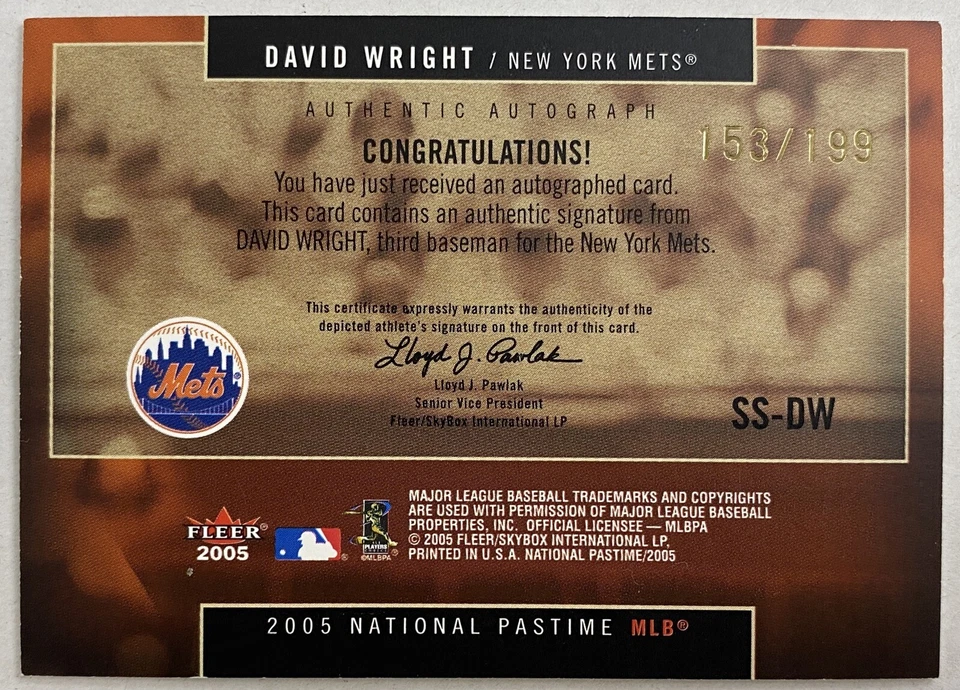 DAVID WRIGHT / NEW YORK METS®
AUTHENTIC AUTOGRAPH
153/199
CONGRATULATIONS!
You have just received an autographed card.
This card contains an authentic signature from
DAVID WRIGHT, third baseman for the New York Mets.
This certificate expressly warrants the authenticity of the
depicted athlete's signature on the front of this card.
Lloyd J. Pawlak
Lloyd J. Pawlak
Senior Vice President
Fleer/SkyBox International LP
Mets®
SS-DW
FLEER®
2005
PLAYERS
©MLBPA
MAJOR LEAGUE BASEBALL TRADEMARKS AND COPYRIGHTS
ARE USED WITH PERMISSION OF MAJOR LEAGUE BASEBALL
PROPERTIES, INC. OFFICIAL LICENSEE — MLBPA
© 2005 FLEER/SKYBOX INTERNATIONAL LP.
PRINTED IN U.S.A. NATIONAL PASTIME/2005
2005 NATIONAL PASTIME MLB®